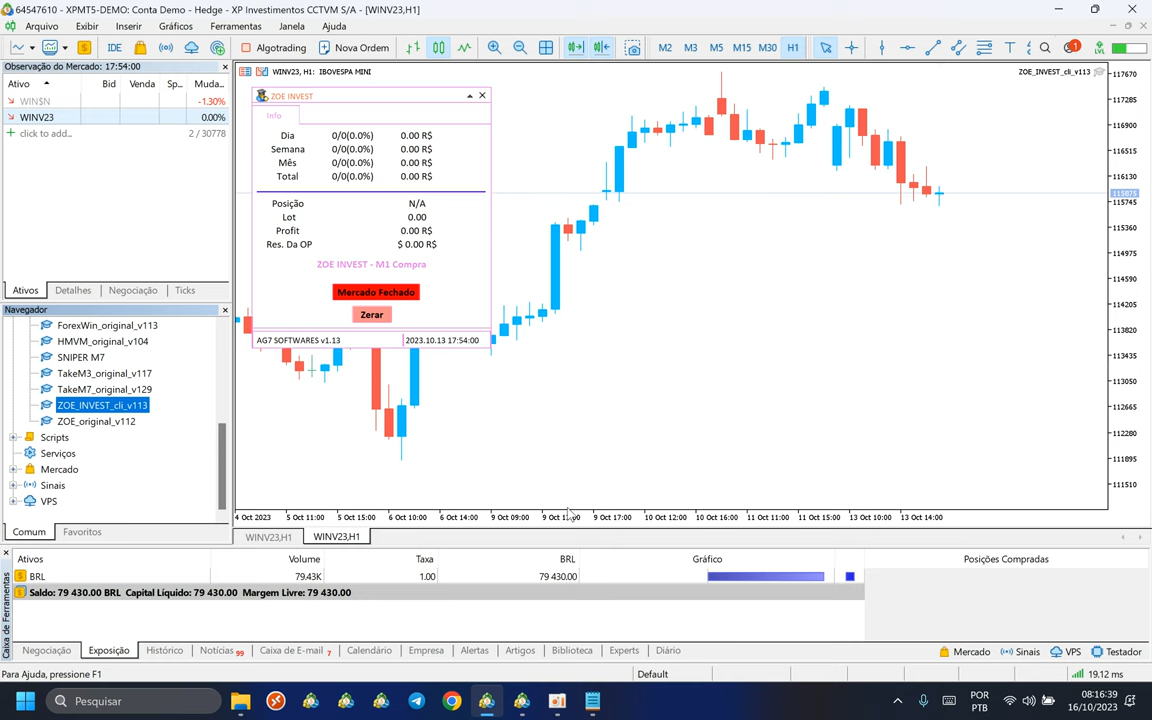 64547610 - XPMT5-DEMO: Conta Demo - Hedge - XP Investimentos CCTVM S/A - [WINV23,H1]
Arquivo Exibir Inserir Gráficos Ferramentas Janela Ajuda
IDE Algotrading Nova Ordem M2 M3 M5 M15 M30 H1 T 1 LVL
Observação do Mercado: 17:54:00
Ativo Bid Venda Sp... Muda...
WIN$N -1.30%
WINV23 0.00%
click to add... 2 / 30778
Ativos Detalhes Negociação Ticks
Navegador
ForexWin_original_v113
HMVM_original_v104
SNIPER M7
TakeM3_original_v117
TakeM7_original_v129
ZOE_INVEST_cli_v113
ZOE_original_v112
Scripts
Serviços
Mercado
Sinais
VPS
Comum Favoritos
WINV23, H1: IBOVESPA MINI
ZOE_INVEST_cli_v113
ZOE INVEST
Info
Dia 0/0(0.0%) 0.00 R$
Semana 0/0(0.0%) 0.00 R$
Mês 0/0(0.0%) 0.00 R$
Total 0/0(0.0%) 0.00 R$
Posição N/A
Lot 0.00
Profit 0.00 R$
Res. Da OP $ 0.00 R$
ZOE INVEST - M1 Compra
Mercado Fechado
Zerar
AG7 SOFTWARES v1.13 2023.10.13 17:54:00
117670
117285
116900
116515
116130
115875
115745
115360
114975
114590
114205
113820
113435
113050
112665
112280
111895
111510
4 Oct 2023 5 Oct 11:00 5 Oct 15:00 6 Oct 10:00 6 Oct 14:00 9 Oct 09:00 9 Oct 1 :00 9 Oct 17:00 10 Oct 12:00 10 Oct 16:00 11 Oct 11:00 11 Oct 15:00 13 Oct 10:00 13 Oct 14:00
WINV23,H1 WINV23,H1
Caixa de Ferramentas
Ativos Volume Taxa BRL Gráfico Posições Compradas
BRL 79.43K 1.00 79 430.00
Saldo: 79 430.00 BRL Capital Líquido: 79 430.00 Margem Livre: 79 430.00
Negociação Exposição Histórico Notícias 99 Caixa de E-mail 7 Calendário Empresa Alertas Artigos Biblioteca Experts Diário Mercado Sinais VPS Testador
Para Ajuda, pressione F1 Default 19.12 ms
Pesquisar
POR
PTB
08:16:39
16/10/2023